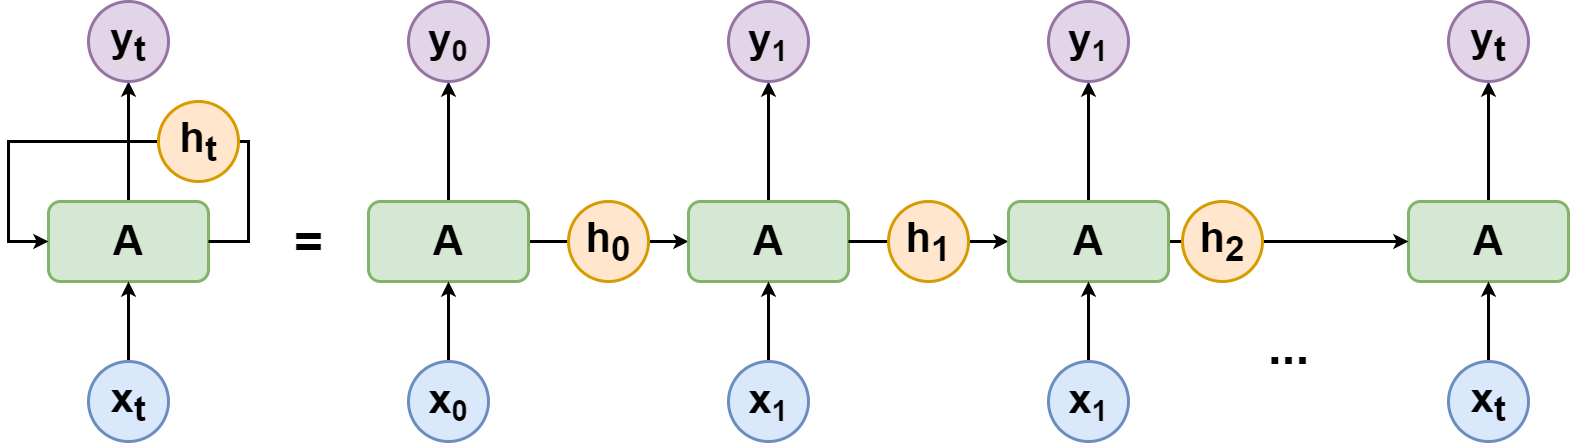 yt y0 y1 y1 yt
ht
A = A h0 A h1 A h2 A
...
xt x0 x1 x1 xt